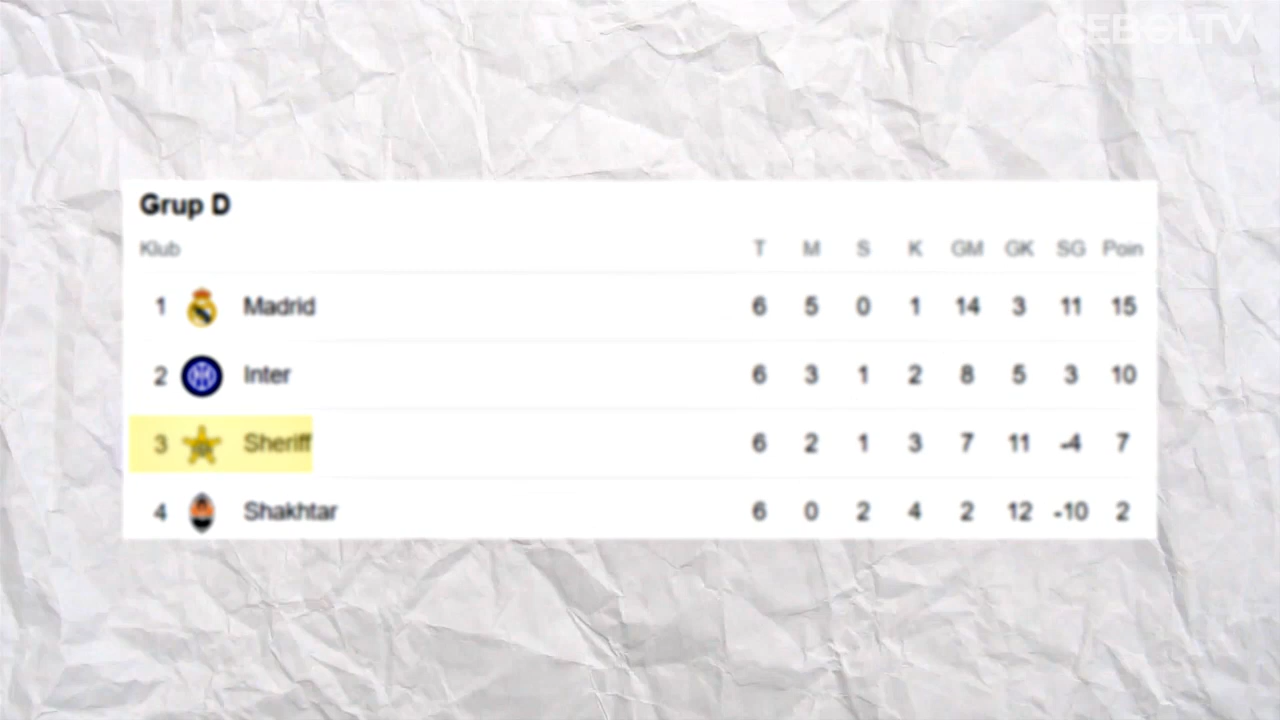 CEBOLTV
Grup D
Klub T M S K GM GK SG Poin
1 Madrid 6 5 0 1 14 3 11 15
2 Inter 6 3 1 2 8 5 3 10
3 Sheriff 6 2 1 3 7 11 -4 7
4 Shakhtar 6 0 2 4 2 12 -10 2